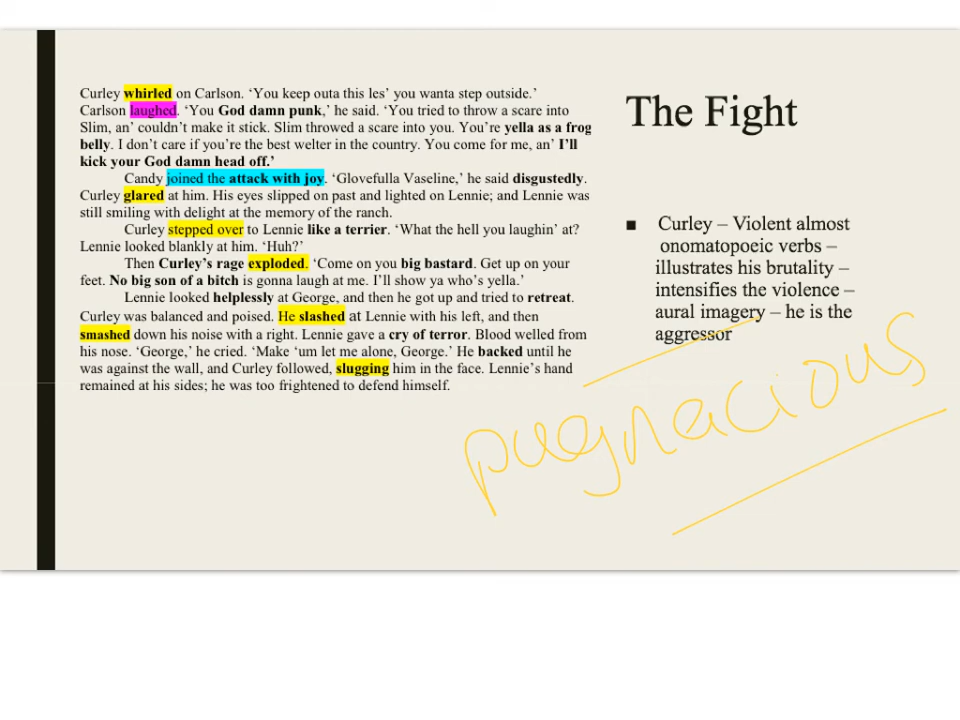 Curley whirled on Carlson. ‘You keep outa this les’ you wanta step outside.’
Carlson laughed. ‘You God damn punk,’ he said. ‘You tried to throw a scare into
Slim, an’ couldn’t make it stick. Slim throwed a scare into you. You’re yella as a frog
belly. I don’t care if you’re the best welter in the country. You come for me, an’ I’ll
kick your God damn head off.’
Candy joined the attack with joy. ‘Glovefulla Vaseline,’ he said disgustedly.
Curley glared at him. His eyes slipped on past and lighted on Lennie; and Lennie was
still smiling with delight at the memory of the ranch.
Curley stepped over to Lennie like a terrier. ‘What the hell you laughin’ at?
Lennie looked blankly at him. ‘Huh?’
Then Curley’s rage exploded. ‘Come on you big bastard. Get up on your
feet. No big son of a bitch is gonna laugh at me. I’ll show ya who’s yella.’
Lennie looked helplessly at George, and then he got up and tried to retreat.
Curley was balanced and poised. He slashed at Lennie with his left, and then
smashed down his noise with a right. Lennie gave a cry of terror. Blood welled from
his nose. ‘George,’ he cried. ‘Make ‘um let me alone, George.’ He backed until he
was against the wall, and Curley followed, slugging him in the face. Lennie’s hand
remained at his sides; he was too frightened to defend himself.
The Fight
■ Curley – Violent almost
onomatopoeic verbs –
illustrates his brutality –
intensifies the violence –
aural imagery – he is the
aggressor
pugnacious